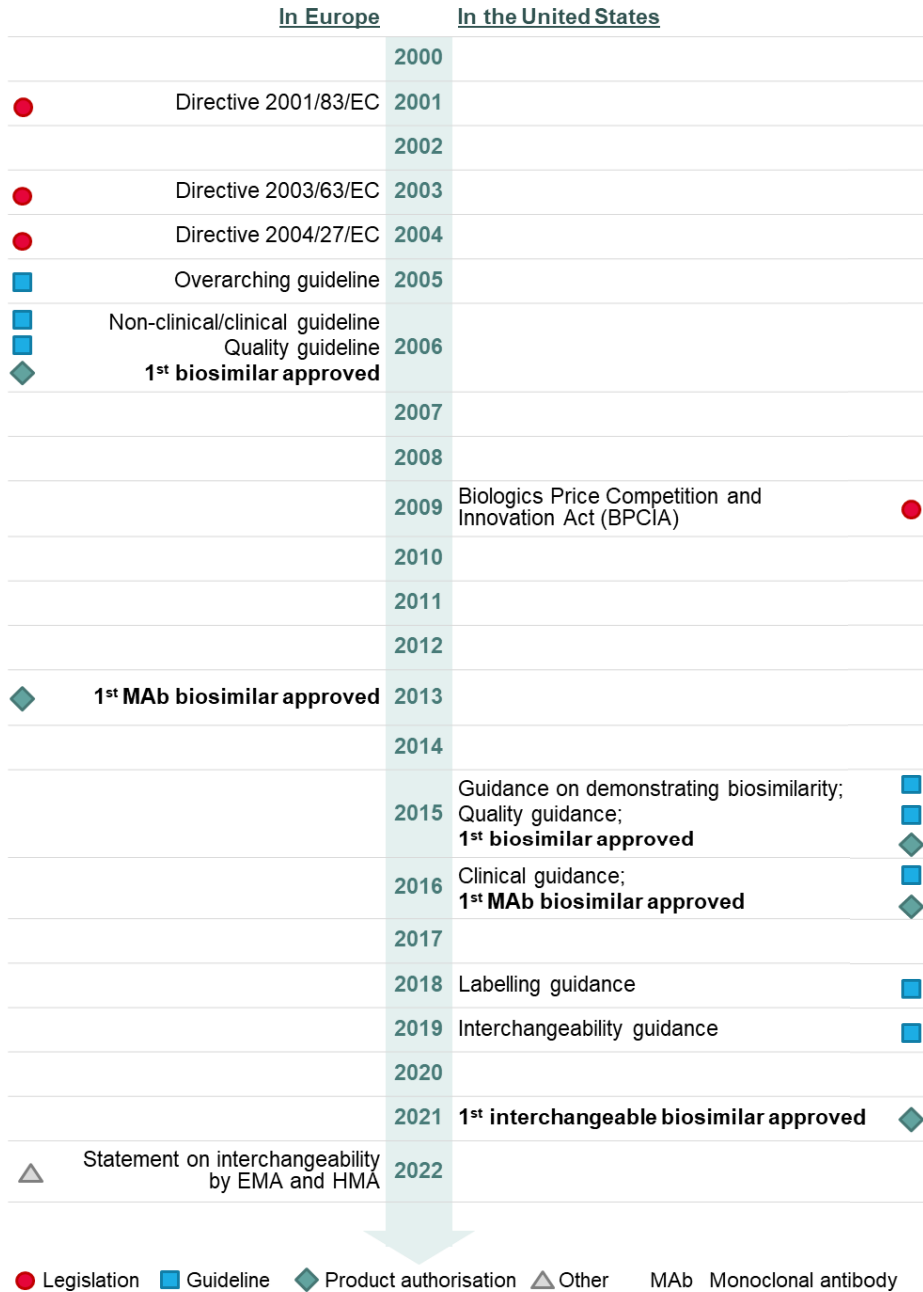 In Europe In the United States
2000
Directive 2001/83/EC 2001
2002
Directive 2003/63/EC 2003
Directive 2004/27/EC 2004
Overarching guideline 2005
Non-clinical/clinical guideline
Quality guideline 2006
1st biosimilar approved
2007
2008
2009 Biologics Price Competition and
Innovation Act (BPCIA)
2010
2011
2012
1st MAb biosimilar approved 2013
2014
Guidance on demonstrating biosimilarity;
2015 Quality guidance;
1st biosimilar approved
2016 Clinical guidance;
1st MAb biosimilar approved
2017
2018 Labelling guidance
2019 Interchangeability guidance
2020
2021 1st interchangeable biosimilar approved
Statement on interchangeability
by EMA and HMA 2022
Legislation Guideline Product authorisation Other MAb Monoclonal antibody